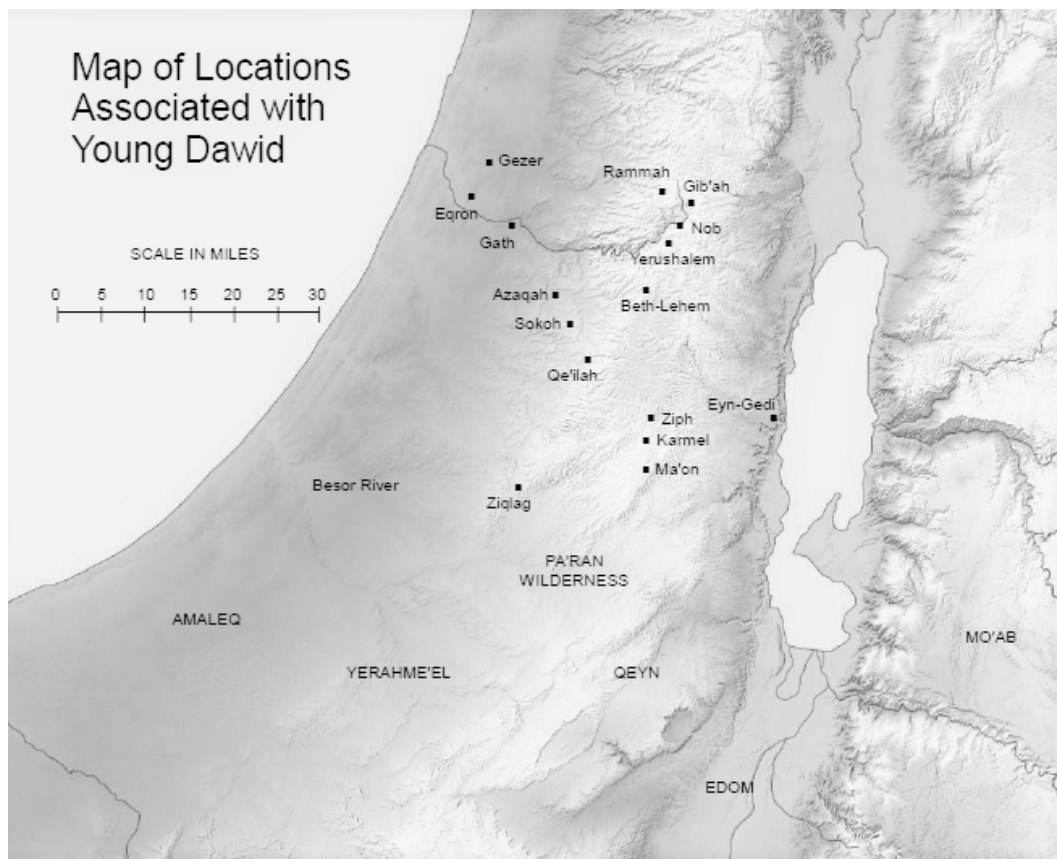 Map of Locations
Associated with
Young Dawid
Gezer
Rammah
Gib'ah
Eqron
Gath
Nob
Yerushalem
SCALE IN MILES
0 5 10 15 20 25 30
Azaqah
Beth-Lehem
Sokoh
Qe'ilah
Eyn-Gedi
Ziph
Karmel
Ma'on
Besor River
Ziqlag
PA'RAN
WILDERNESS
AMALEQ
MO'AB
YERAHME'EL
QEYN
EDOM